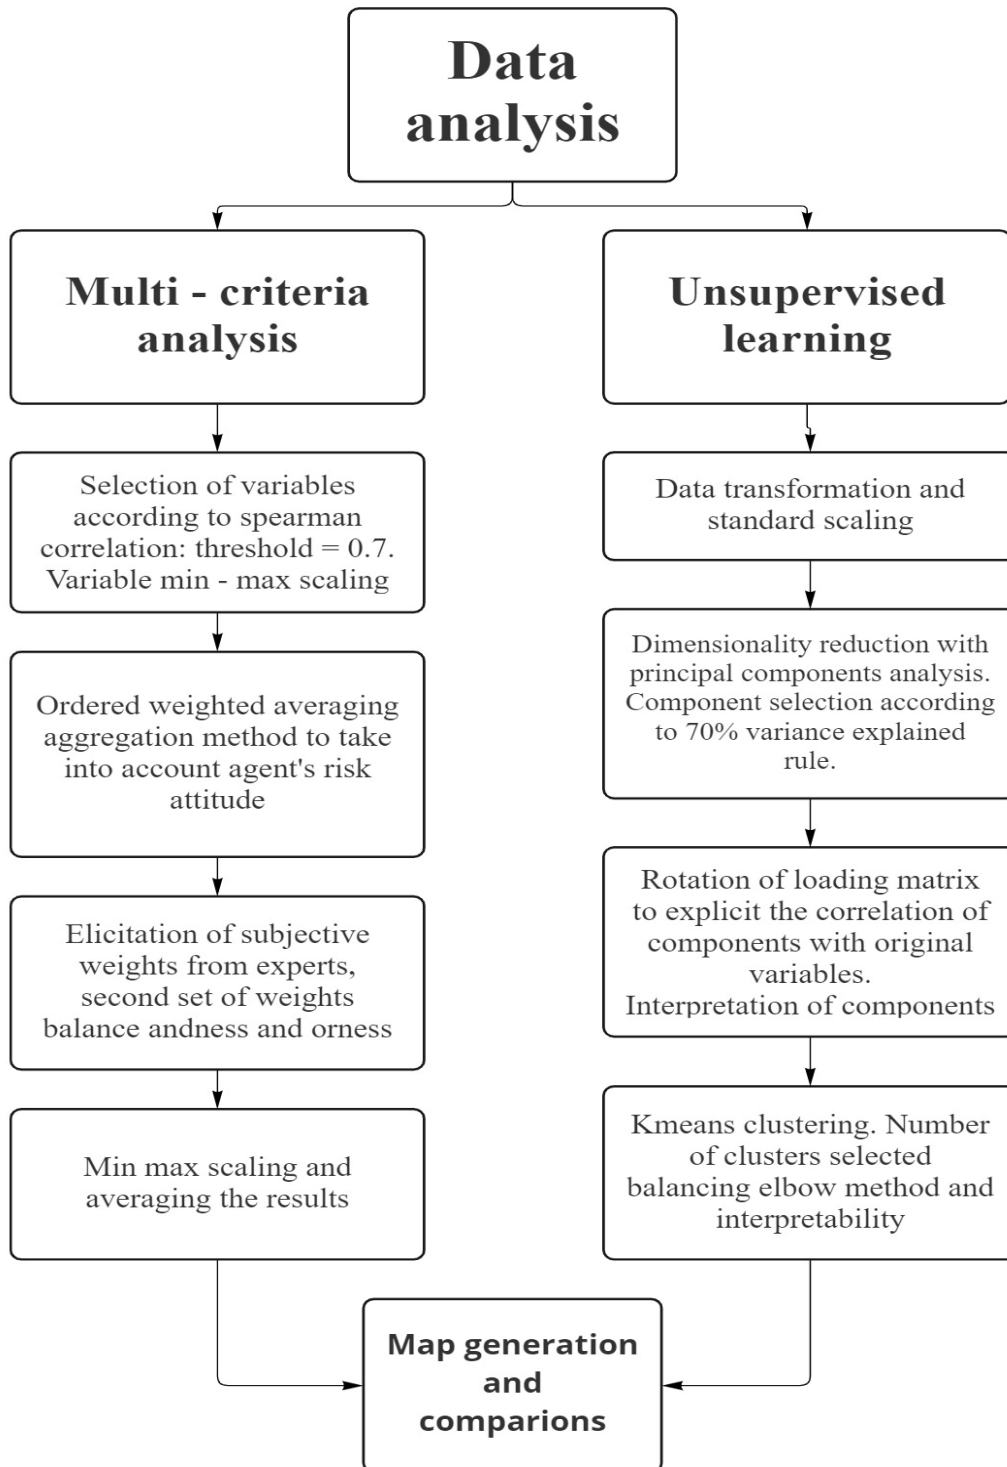 Data
analysis
Multi - criteria
analysis
Unsupervised
learning
Selection of variables
according to spearman
correlation: threshold = 0.7.
Variable min - max scaling
Data transformation and
standard scaling
Ordered weighted averaging
aggregation method to take
into account agent's risk
attitude
Dimensionality reduction with
principal components analysis.
Component selection according
to 70% variance explained
rule.
Elicitation of subjective
weights from experts,
second set of weights
balance andness and orness
Rotation of loading matrix
to explicit the correlation of
components with original
variables.
Interpretation of components
Min max scaling and
averaging the results
Kmeans clustering. Number
of clusters selected
balancing elbow method and
interpretability
Map generation
and
comparions